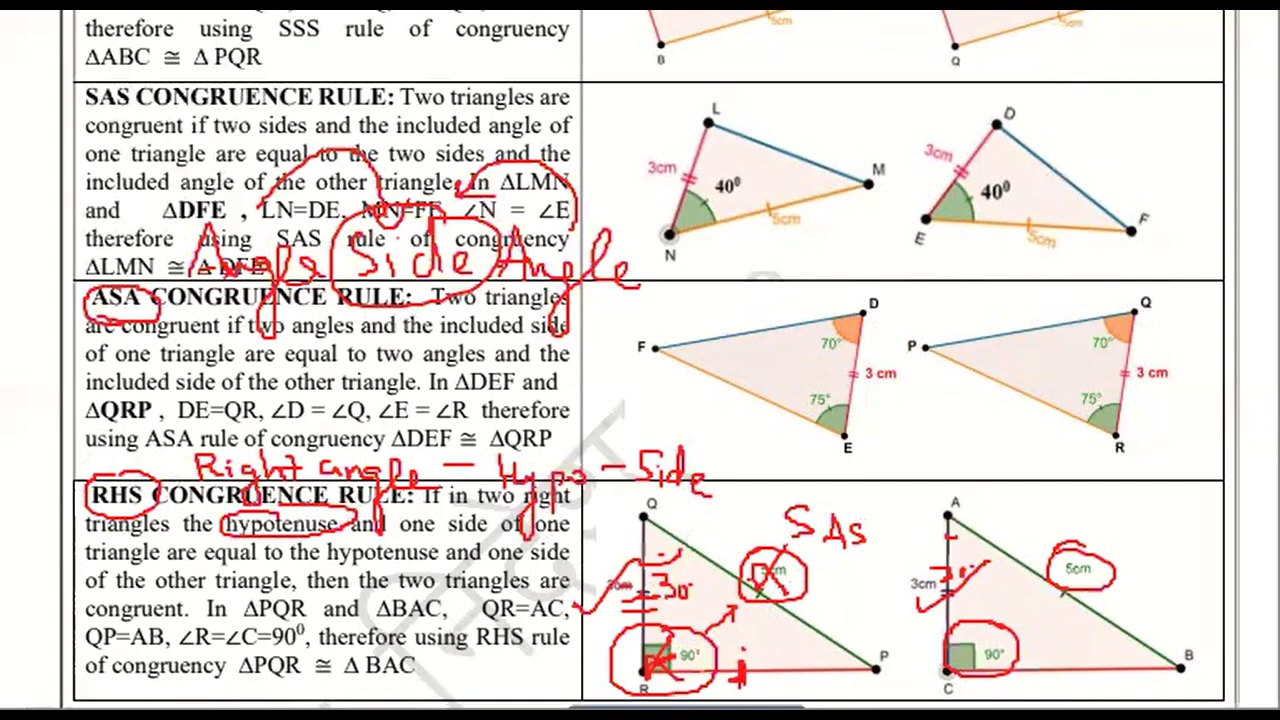 therefore using SSS rule of congruency
ΔABC ≅ Δ PQR
B
5cm
Q
5cm
SAS CONGRUENCE RULE: Two triangles are
congruent if two sides and the included angle of
one triangle are equal to the two sides and the
included angle of the other triangle. In ΔLMN
and ΔDFE , LN=DE, MN=FE, ∠N = ∠E
therefore using SAS rule of congruency
ΔLMN ≅ Δ DFE
L
3cm
40⁰
M
5cm
N
D
3cm
40⁰
E
5cm
F
Angle Side Angle
ASA CONGRUENCE RULE: Two triangles
are congruent if two angles and the included side
of one triangle are equal to two angles and the
included side of the other triangle. In ΔDEF and
ΔQRP , DE=QR, ∠D = ∠Q, ∠E = ∠R therefore
using ASA rule of congruency ΔDEF ≅ ΔQRP
D
F
70°
3 cm
75°
E
Q
P
70°
3 cm
75°
R
Right angle – Hypo – Side
RHS CONGRUENCE RULE: If in two right
triangles the hypotenuse and one side of one
triangle are equal to the hypotenuse and one side
of the other triangle, then the two triangles are
congruent. In ΔPQR and ΔBAC, QR=AC,
QP=AB, ∠R=∠C=90⁰, therefore using RHS rule
of congruency ΔPQR ≅ Δ BAC
Q
SAS
3cm
30°
90°
R
P
A
5cm
3cm
30°
90°
C
B